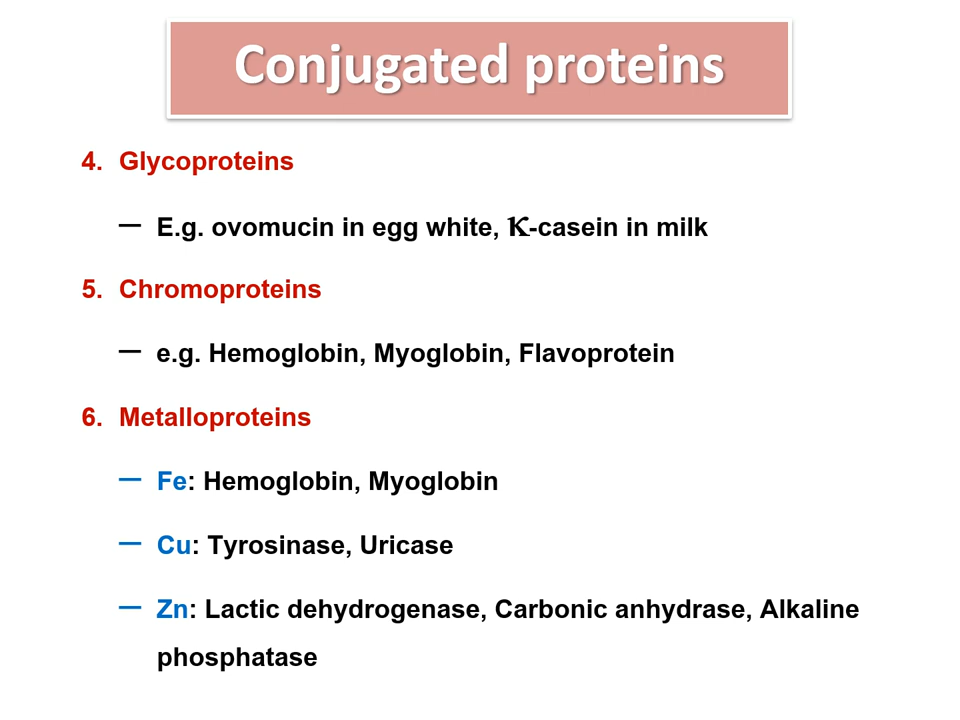 Conjugated proteins
4. Glycoproteins
– E.g. ovomucin in egg white, Κ-casein in milk
5. Chromoproteins
– e.g. Hemoglobin, Myoglobin, Flavoprotein
6. Metalloproteins
– Fe: Hemoglobin, Myoglobin
– Cu: Tyrosinase, Uricase
– Zn: Lactic dehydrogenase, Carbonic anhydrase, Alkaline
phosphatase